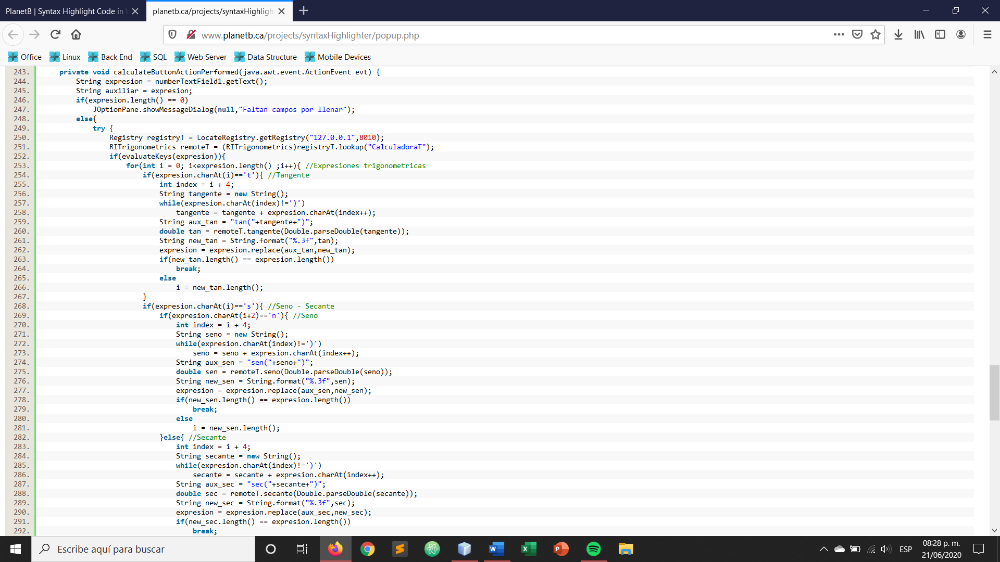 PlanetB | Syntax Highlight Code in
planetb.ca/projects/syntaxHighligh
www.planetb.ca/projects/syntaxHighlighter/popup.php
Office Linux Back End SQL Web Server Data Structure Mobile Devices
243. private void calculateButtonActionPerformed(java.awt.event.ActionEvent evt) {
244. String expresion = numberTextField1.getText();
245. String auxiliar = expresion;
246. if(expresion.length() == 0)
247. JOptionPane.showMessageDialog(null,"Faltan campos por llenar");
248. else{
249. try {
250. Registry registryT = LocateRegistry.getRegistry("127.0.0.1",8010);
251. RITrigonometrics remoteT = (RITrigonometrics)registryT.lookup("CalculadoraT");
252. if(evaluateKeys(expresion)){
253. for(int i = 0; i<expresion.length() ;i++){ //Expresiones trigonometricas
254. if(expresion.charAt(i)=='t'){ //Tangente
255. int index = i + 4;
256. String tangente = new String();
257. while(expresion.charAt(index)!=')')
258. tangente = tangente + expresion.charAt(index++);
259. String aux_tan = "tan("+tangente+")";
260. double tan = remoteT.tangente(Double.parseDouble(tangente));
261. String new_tan = String.format("%.3f",tan);
262. expresion = expresion.replace(aux_tan,new_tan);
263. if(new_tan.length() == expresion.length())
264. break;
265. else
266. i = new_tan.length();
267. }
268. if(expresion.charAt(i)=='s'){ //Seno - Secante
269. if(expresion.charAt(i+2)=='n'){ //Seno
270. int index = i + 4;
271. String seno = new String();
272. while(expresion.charAt(index)!=')')
273. seno = seno + expresion.charAt(index++);
274. String aux_sen = "sen("+seno+")";
275. double sen = remoteT.seno(Double.parseDouble(seno));
276. String new_sen = String.format("%.3f",sen);
277. expresion = expresion.replace(aux_sen,new_sen);
278. if(new_sen.length() == expresion.length())
279. break;
280. else
281. i = new_sen.length();
282. }else{ //Secante
283. int index = i + 4;
284. String secante = new String();
285. while(expresion.charAt(index)!=')')
286. secante = secante + expresion.charAt(index++);
287. String aux_sec = "sec("+secante+")";
288. double sec = remoteT.secante(Double.parseDouble(secante));
289. String new_sec = String.format("%.3f",sec);
290. expresion = expresion.replace(aux_sec,new_sec);
291. if(new_sec.length() == expresion.length())
292. break;
Escribe aquí para buscar
ESP
08:28 p. m.
21/06/2020